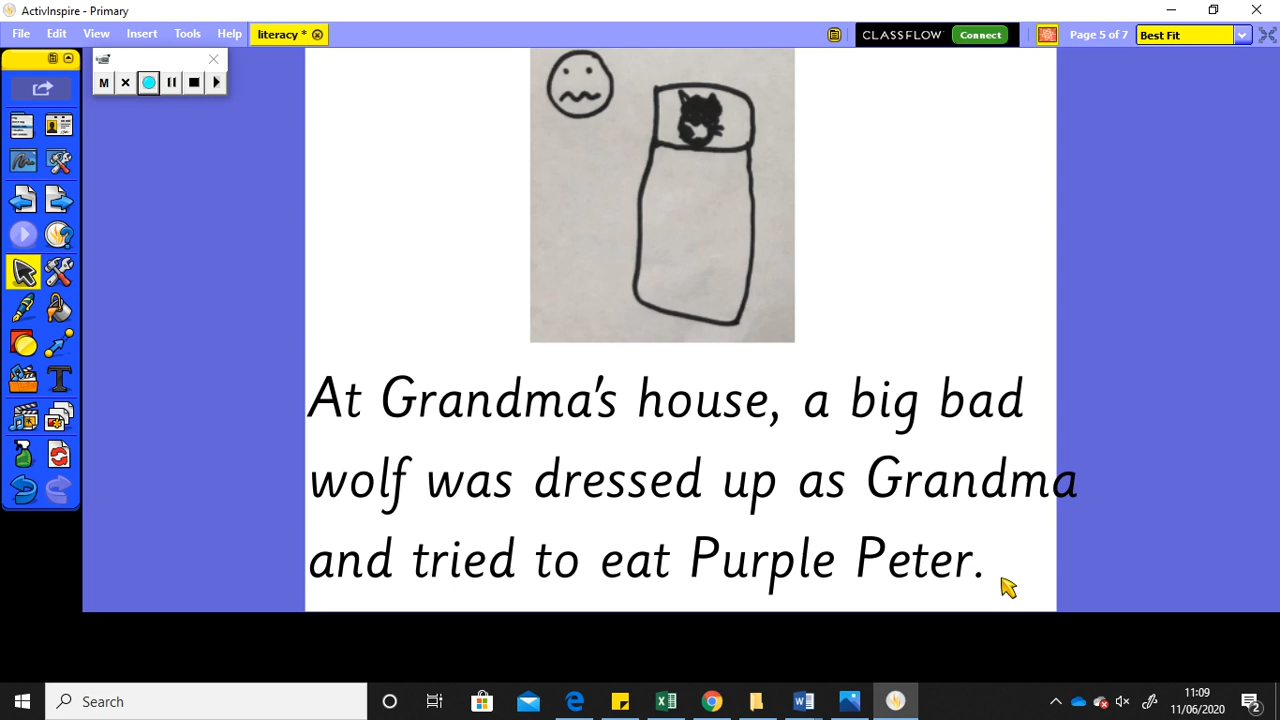 ActivInspire - Primary
File Edit View Insert Tools Help
literacy *
CLASSFLOW Connect
Page 5 of 7
Best Fit
M
At Grandma's house, a big bad
wolf was dressed up as Grandma
and tried to eat Purple Peter.
Search
11:09
11/06/2020
2